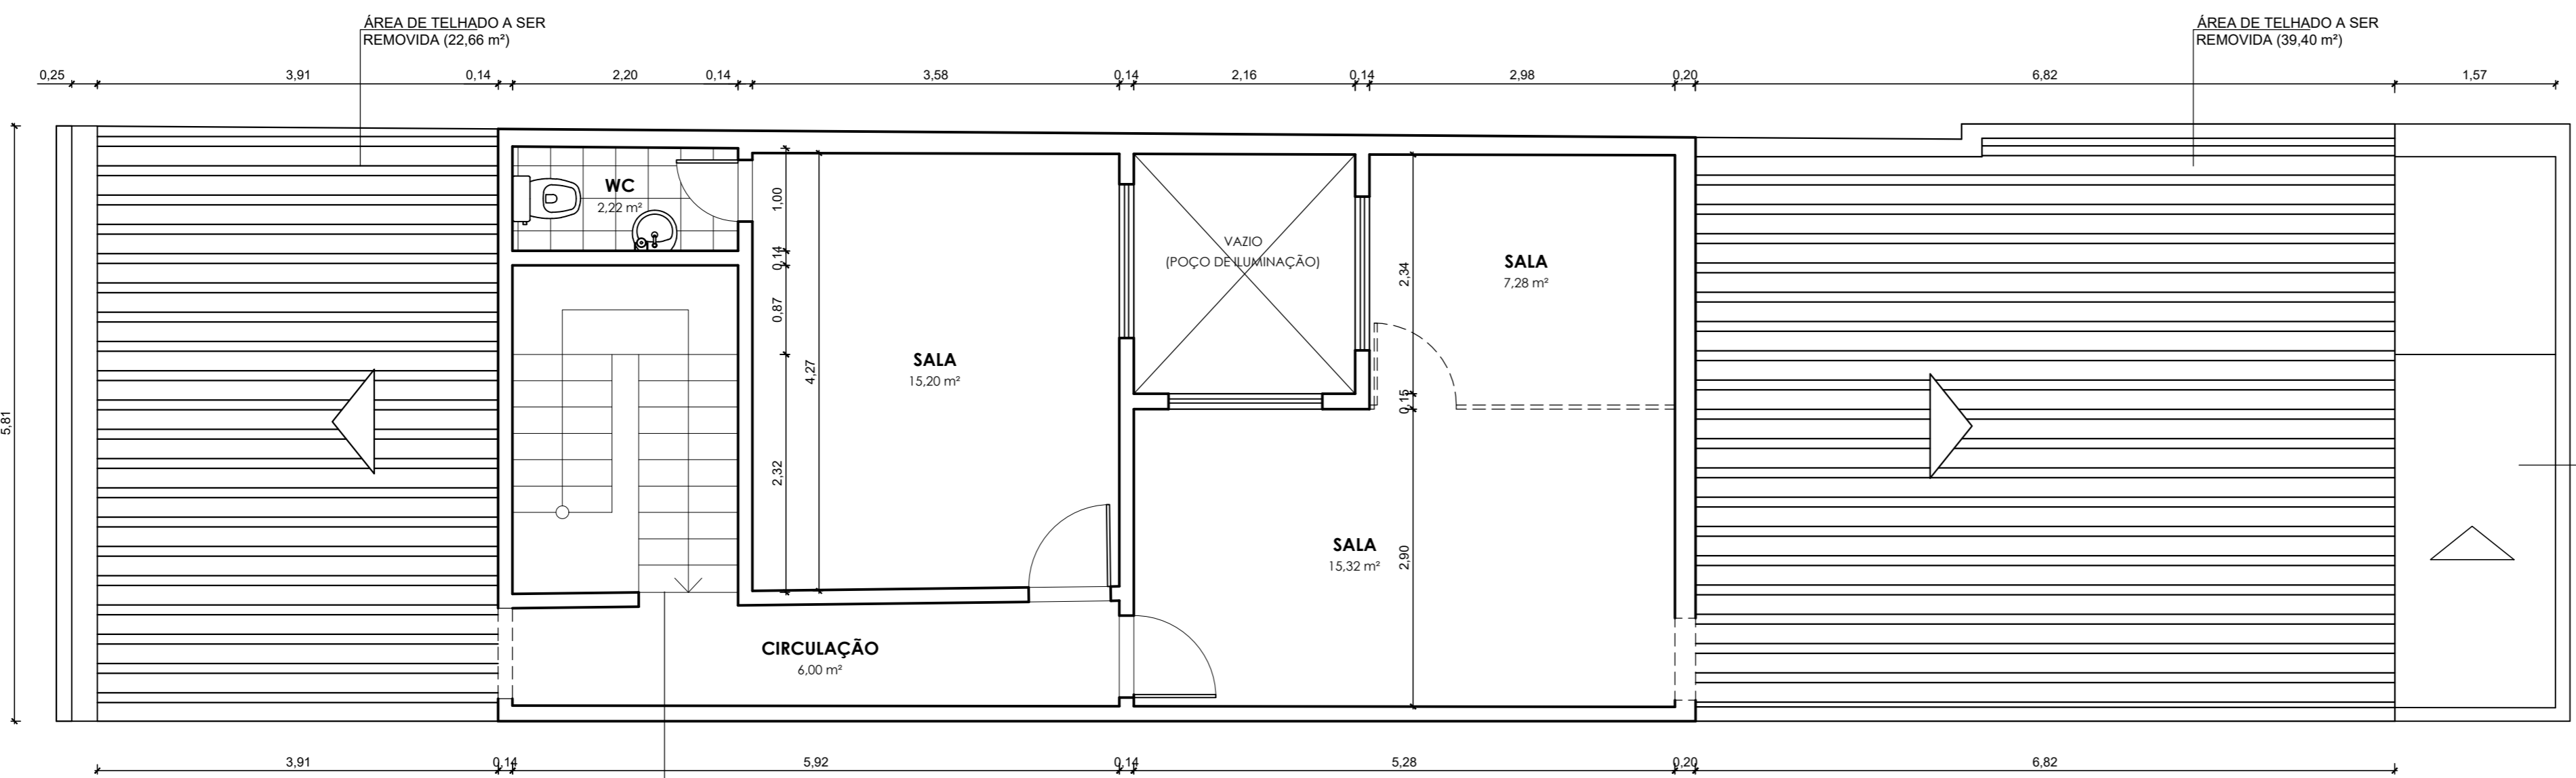 ÁREA DE TELHADO A SER
REMOVIDA (22,66 m²)
ÁREA DE TELHADO A SER
REMOVIDA (39,40 m²)
0,25 3,91 0,14 2,20 0,14 3,58 0,14 2,16 0,14 2,98 0,20 6,82 1,57
WC
2,22 m²
1,00
0,14
0,87
2,32
4,27
5,81
VAZIO
(POÇO DE ILUMINAÇÃO)
SALA
7,28 m²
2,34
0,15
2,90
SALA
15,20 m²
SALA
15,32 m²
CIRCULAÇÃO
6,00 m²
3,91 0,14 5,92 0,14 5,28 0,20 6,82